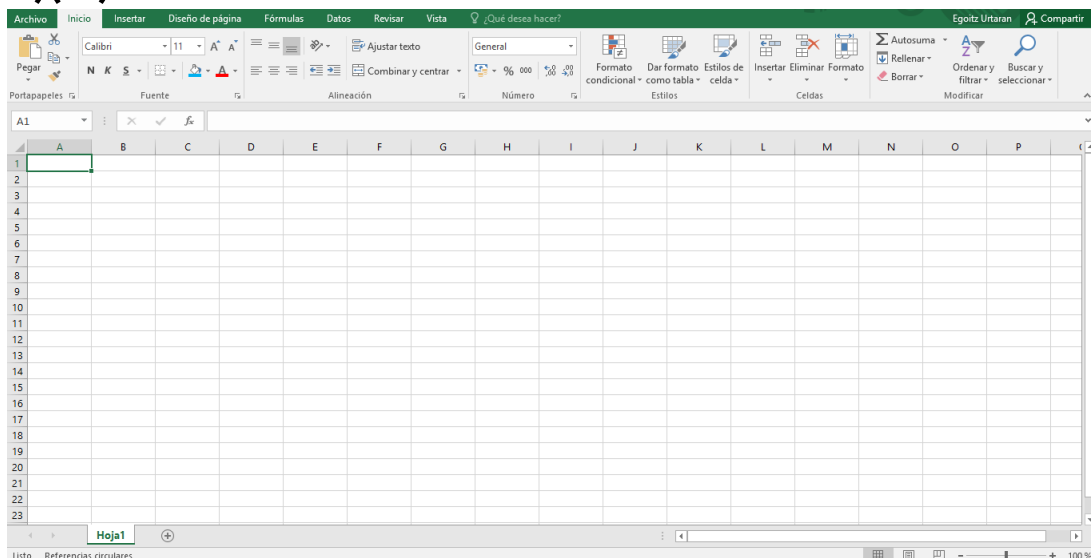 Archivo Inicio Insertar Diseño de página Fórmulas Datos Revisar Vista ¿Qué desea hacer? Egoitz Urtaran Compartir
Pegar
Portapapeles
Calibri 11 A A
N K S A
Fuente
Ajustar texto
Combinar y centrar
Alineación
General
% 000
Número
Formato condicional
Dar formato como tabla
Estilos de celda
Estilos
Insertar Eliminar Formato
Celdas
Autosuma
Rellenar
Borrar
Ordenar y filtrar
Buscar y seleccionar
Modificar
A1 fx
A B C D E F G H I J K L M N O P
1
2
3
4
5
6
7
8
9
10
11
12
13
14
15
16
17
18
19
20
21
22
23
Hoja1
Listo Referencias circulares 100 %